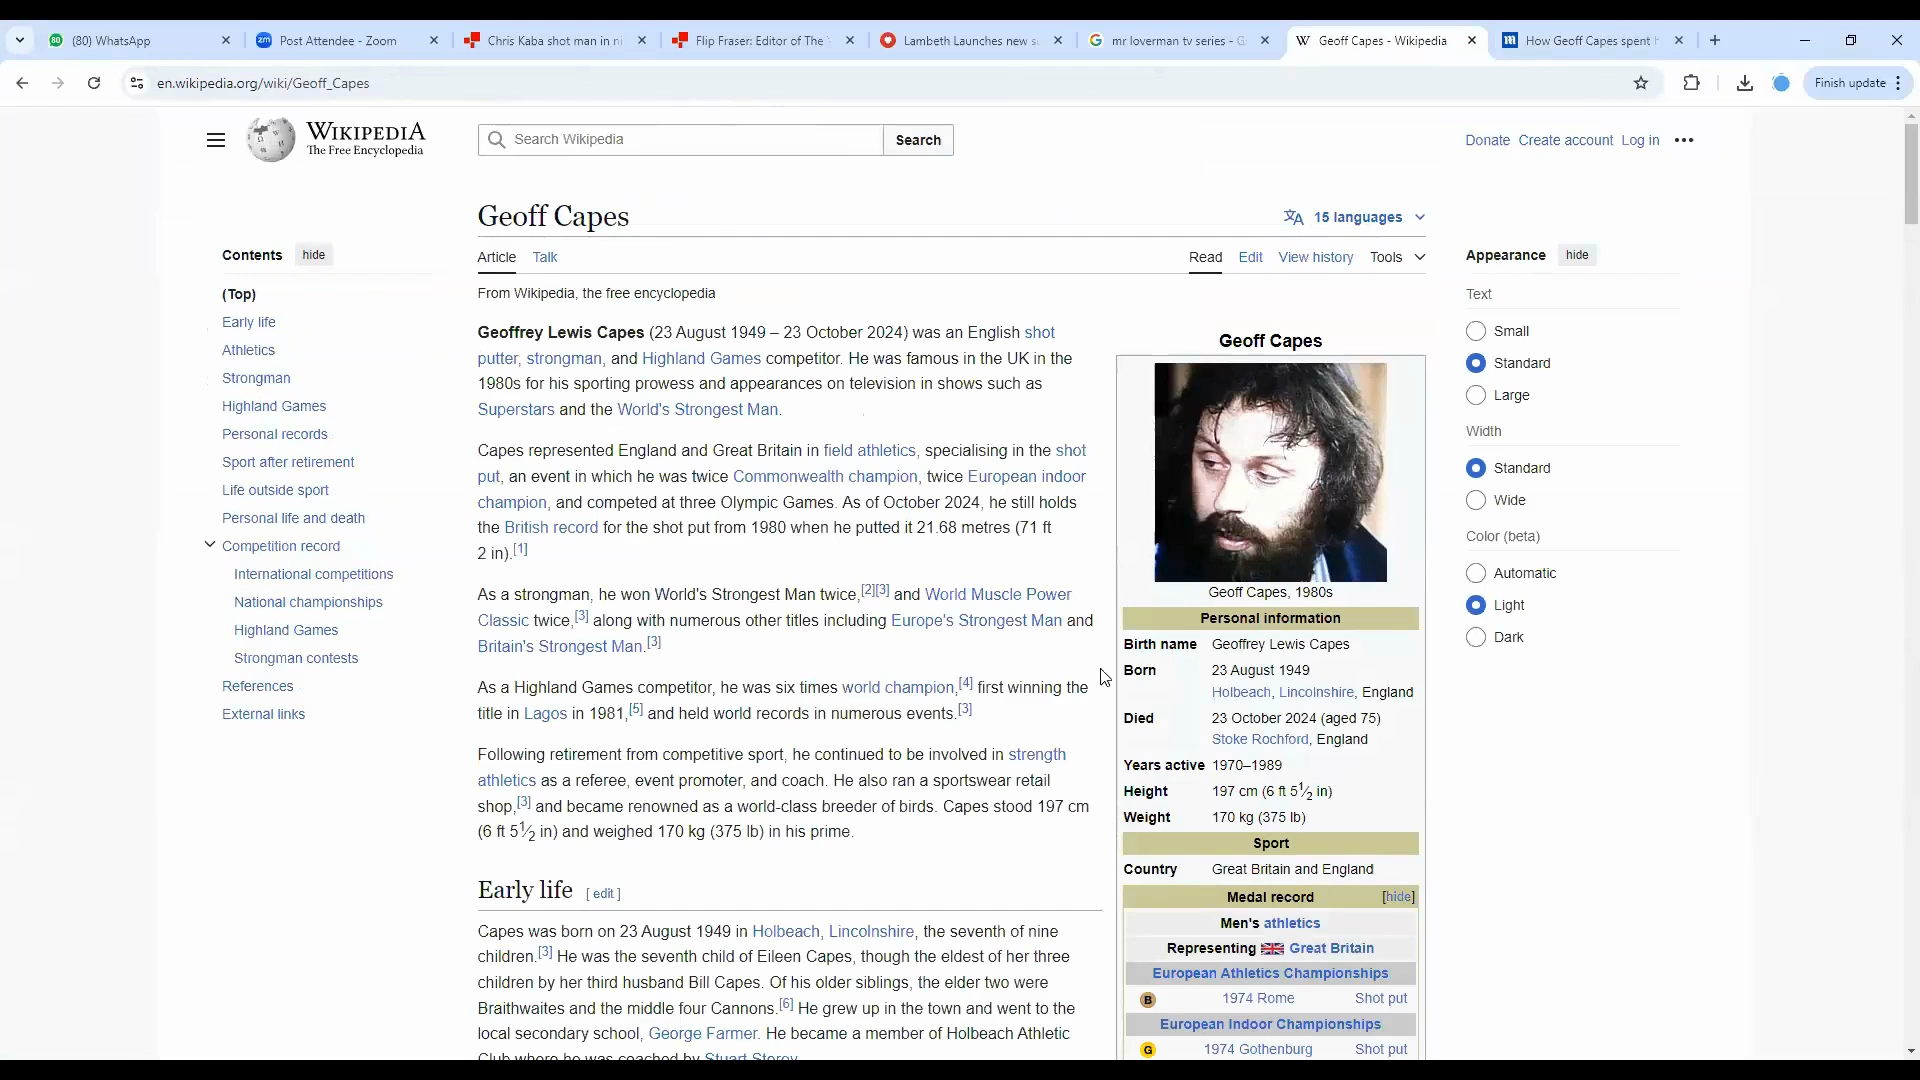 (80) WhatsApp
Post Attendee - Zoom
Chris Kaba shot man in ni
Flip Fraser: Editor of The
Lambeth Launches new s
mr loverman tv series - G
Geoff Capes - Wikipedia
How Geoff Capes spent h
en.wikipedia.org/wiki/Geoff_Capes
Finish update
WIKIPEDIA
The Free Encyclopedia
Search Wikipedia
Search
Donate Create account Log in
Geoff Capes
15 languages
Contents hide
Article Talk
Read Edit View history Tools
Appearance hide
From Wikipedia, the free encyclopedia
(Top)
Early life
Athletics
Strongman
Highland Games
Personal records
Sport after retirement
Life outside sport
Personal life and death
Competition record
International competitions
National championships
Highland Games
Strongman contests
References
External links
Geoffrey Lewis Capes (23 August 1949 – 23 October 2024) was an English shot
putter, strongman, and Highland Games competitor. He was famous in the UK in the
1980s for his sporting prowess and appearances on television in shows such as
Superstars and the World's Strongest Man.
Capes represented England and Great Britain in field athletics, specialising in the shot
put, an event in which he was twice Commonwealth champion, twice European indoor
champion, and competed at three Olympic Games. As of October 2024, he still holds
the British record for the shot put from 1980 when he putted it 21.68 metres (71 ft
2 in).[1]
As a strongman, he won World's Strongest Man twice,[2][3] and World Muscle Power
Classic twice,[3] along with numerous other titles including Europe's Strongest Man and
Britain's Strongest Man.[3]
As a Highland Games competitor, he was six times world champion,[4] first winning the
title in Lagos in 1981,[5] and held world records in numerous events.[3]
Following retirement from competitive sport, he continued to be involved in strength
athletics as a referee, event promoter, and coach. He also ran a sportswear retail
shop,[3] and became renowned as a world-class breeder of birds. Capes stood 197 cm
(6 ft 5 1⁄2 in) and weighed 170 kg (375 lb) in his prime.
Early life [ edit ]
Capes was born on 23 August 1949 in Holbeach, Lincolnshire, the seventh of nine
children.[3] He was the seventh child of Eileen Capes, though the eldest of her three
children by her third husband Bill Capes. Of his older siblings, the elder two were
Braithwaites and the middle four Cannons.[6] He grew up in the town and went to the
local secondary school, George Farmer. He became a member of Holbeach Athletic
Club where he was coached by Stuart Storey
Geoff Capes
Geoff Capes, 1980s
Personal information
Birth name Geoffrey Lewis Capes
Born 23 August 1949
Holbeach, Lincolnshire, England
Died 23 October 2024 (aged 75)
Stoke Rochford, England
Years active 1970–1989
Height 197 cm (6 ft 5 1⁄2 in)
Weight 170 kg (375 lb)
Sport
Country Great Britain and England
Medal record [hide]
Men's athletics
Representing Great Britain
European Athletics Championships
B 1974 Rome Shot put
European Indoor Championships
G 1974 Gothenburg Shot put
Text
Small
Standard
Large
Width
Standard
Wide
Color (beta)
Automatic
Light
Dark